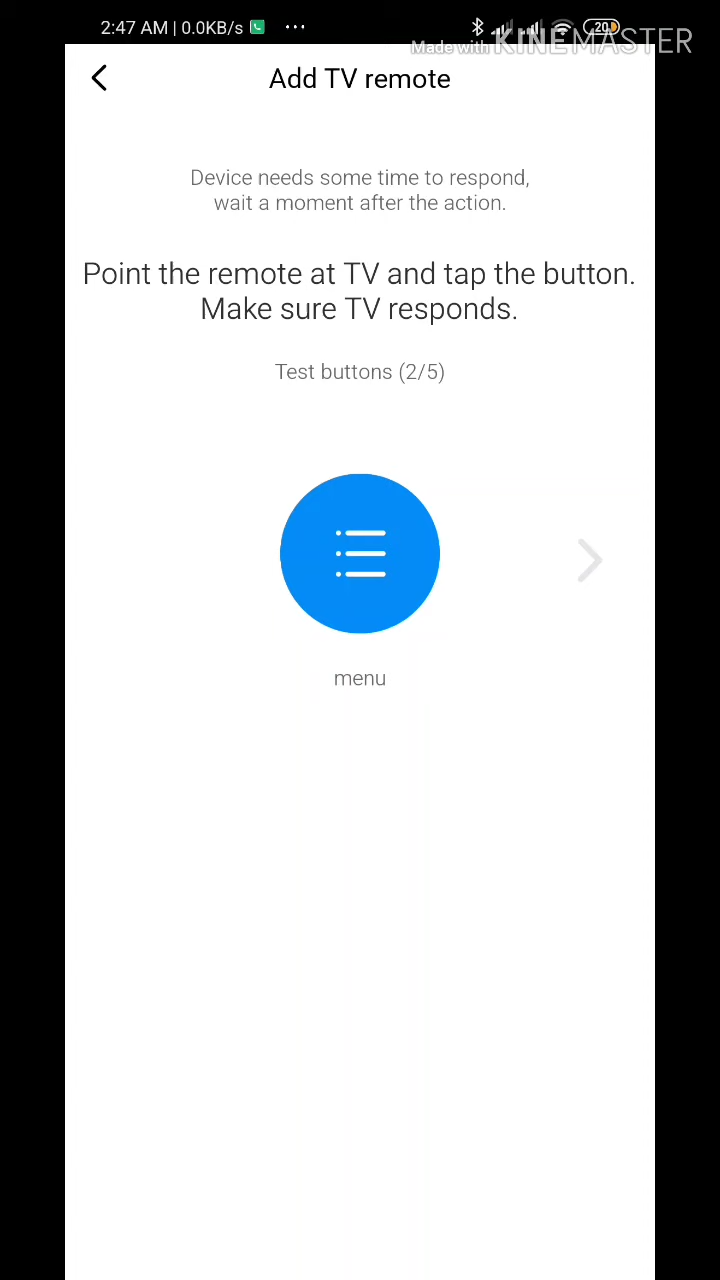 2:47 AM | 0.0KB/s ... 20
Made with KINEMASTER
Add TV remote
Device needs some time to respond,
wait a moment after the action.
Point the remote at TV and tap the button.
Make sure TV responds.
Test buttons (2/5)
menu